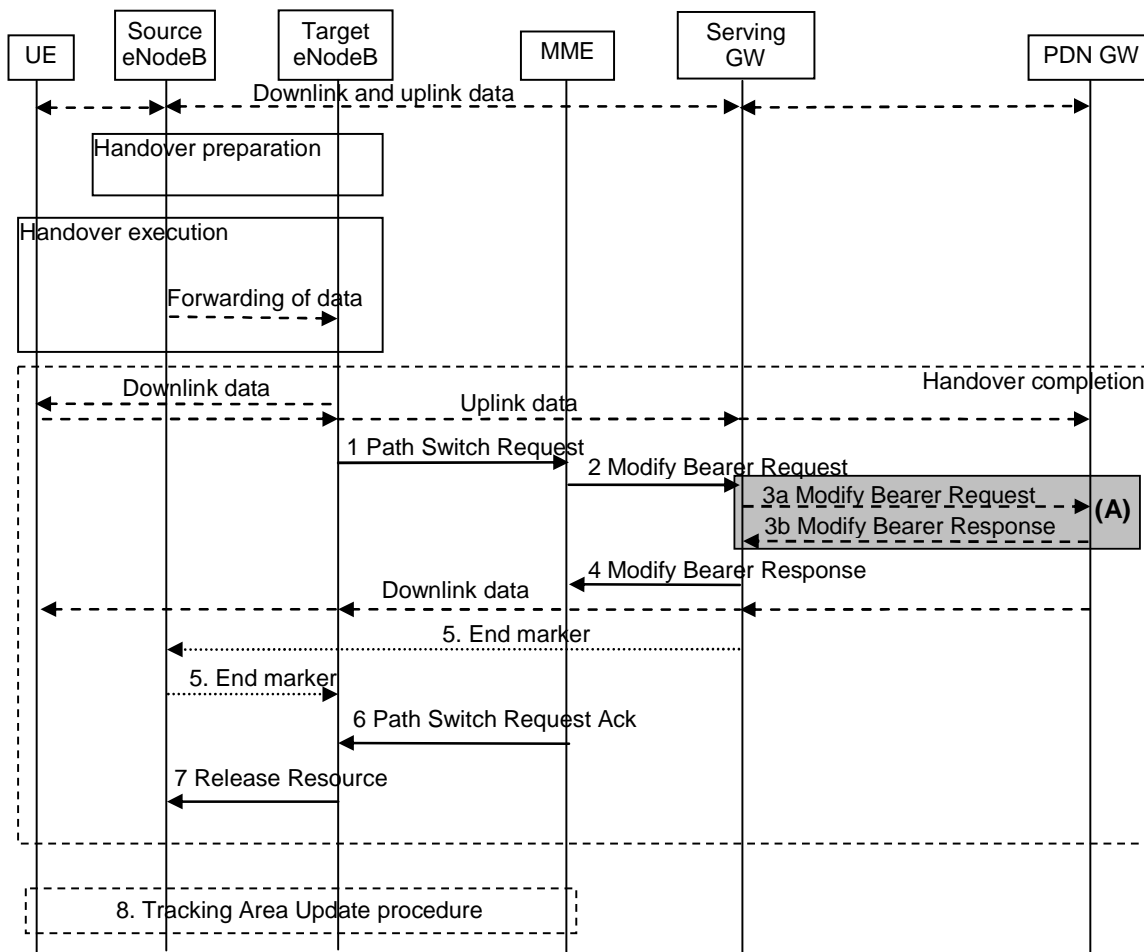 UE
Source
eNodeB
Target
eNodeB
MME
Serving
GW
PDN GW
Downlink and uplink data
Handover preparation
Handover execution
Forwarding of data
Handover completion
Downlink data
Uplink data
1 Path Switch Request
2 Modify Bearer Request
3a Modify Bearer Request
(A)
3b Modify Bearer Response
4 Modify Bearer Response
Downlink data
5. End marker
5. End marker
6 Path Switch Request Ack
7 Release Resource
8. Tracking Area Update procedure